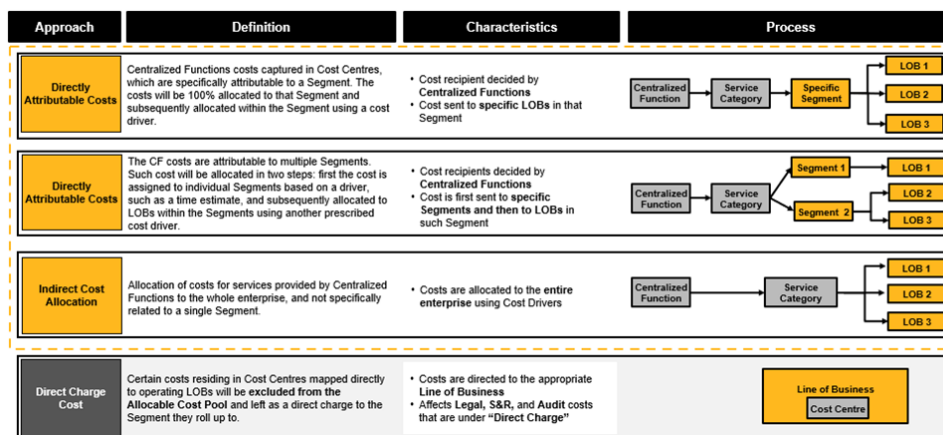 Approach
Definition
Characteristics
Process
Directly
Attributable Costs
Centralized Functions costs captured in Cost Centres,
which are specifically attributable to a Segment. The
costs will be 100% allocated to that Segment and
subsequently allocated within the Segment using a cost
driver.
• Cost recipient decided by
Centralized Functions
• Cost sent to specific LOBs in that
Segment
Centralized
Function
Service
Category
Specific
Segment
LOB 1
LOB 2
LOB 3
Directly
Attributable Costs
The CF costs are attributable to multiple Segments.
Such cost will be allocated in two steps: first the cost is
assigned to individual Segments based on a driver,
such as a time estimate, and subsequently allocated to
LOBs within the Segments using another prescribed
cost driver.
• Cost recipients decided by
Centralized Functions
• Cost is first sent to specific
Segments and then to LOBs in
such Segment
Centralized
Function
Service
Category
Segment 1
Segment 2
LOB 1
LOB 2
LOB 3
Indirect Cost
Allocation
Allocation of costs for services provided by Centralized
Functions to the whole enterprise, and not specifically
related to a single Segment.
• Costs are allocated to the entire
enterprise using Cost Drivers
Centralized
Function
Service
Category
LOB 1
LOB 2
LOB 3
Direct Charge
Cost
Certain costs residing in Cost Centres mapped directly
to operating LOBs will be excluded from the
Allocable Cost Pool and left as a direct charge to the
Segment they roll up to.
• Costs are directed to the appropriate
Line of Business
• Affects Legal, S&R, and Audit costs
that are under "Direct Charge"
Line of Business
Cost Centre